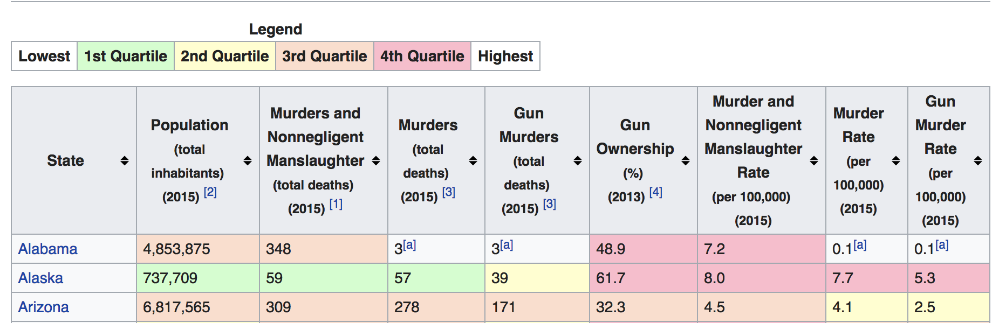 Legend
Lowest 1st Quartile 2nd Quartile 3rd Quartile 4th Quartile Highest
State
Population
(total
inhabitants)
(2015) [2]
Murders and
Nonnegligent
Manslaughter
(total deaths)
(2015) [1]
Murders
(total
deaths)
(2015) [3]
Gun
Murders
(total
deaths)
(2015) [3]
Gun
Ownership
(%)
(2013) [4]
Murder and
Nonnegligent
Manslaughter
Rate
(per 100,000)
(2015)
Murder
Rate
(per
100,000)
(2015)
Gun
Murder
Rate
(per
100,000)
(2015)
Alabama 4,853,875 348 3[a] 3[a] 48.9 7.2 0.1[a] 0.1[a]
Alaska 737,709 59 57 39 61.7 8.0 7.7 5.3
Arizona 6,817,565 309 278 171 32.3 4.5 4.1 2.5